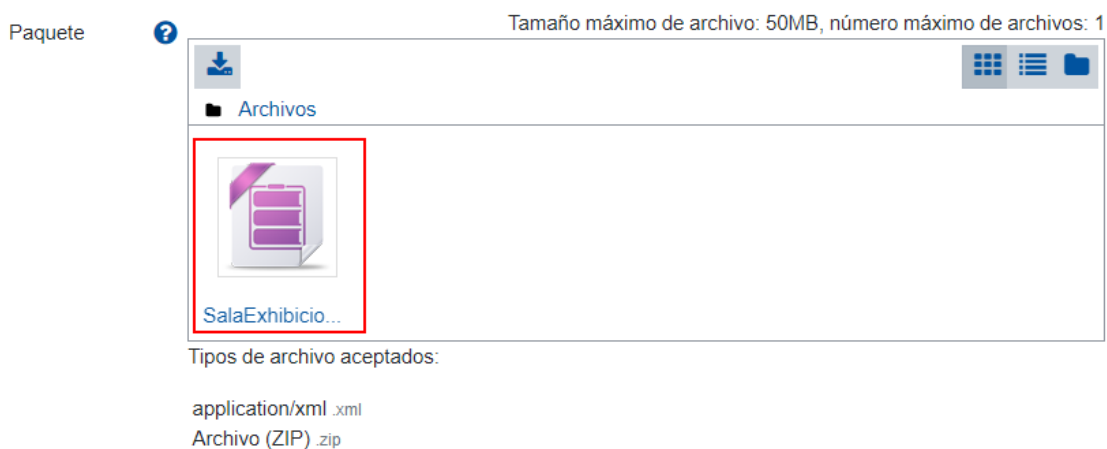 Paquete
Tamaño máximo de archivo: 50MB, número máximo de archivos: 1
Archivos
SalaExhibicio...
Tipos de archivo aceptados:
application/xml .xml
Archivo (ZIP) .zip